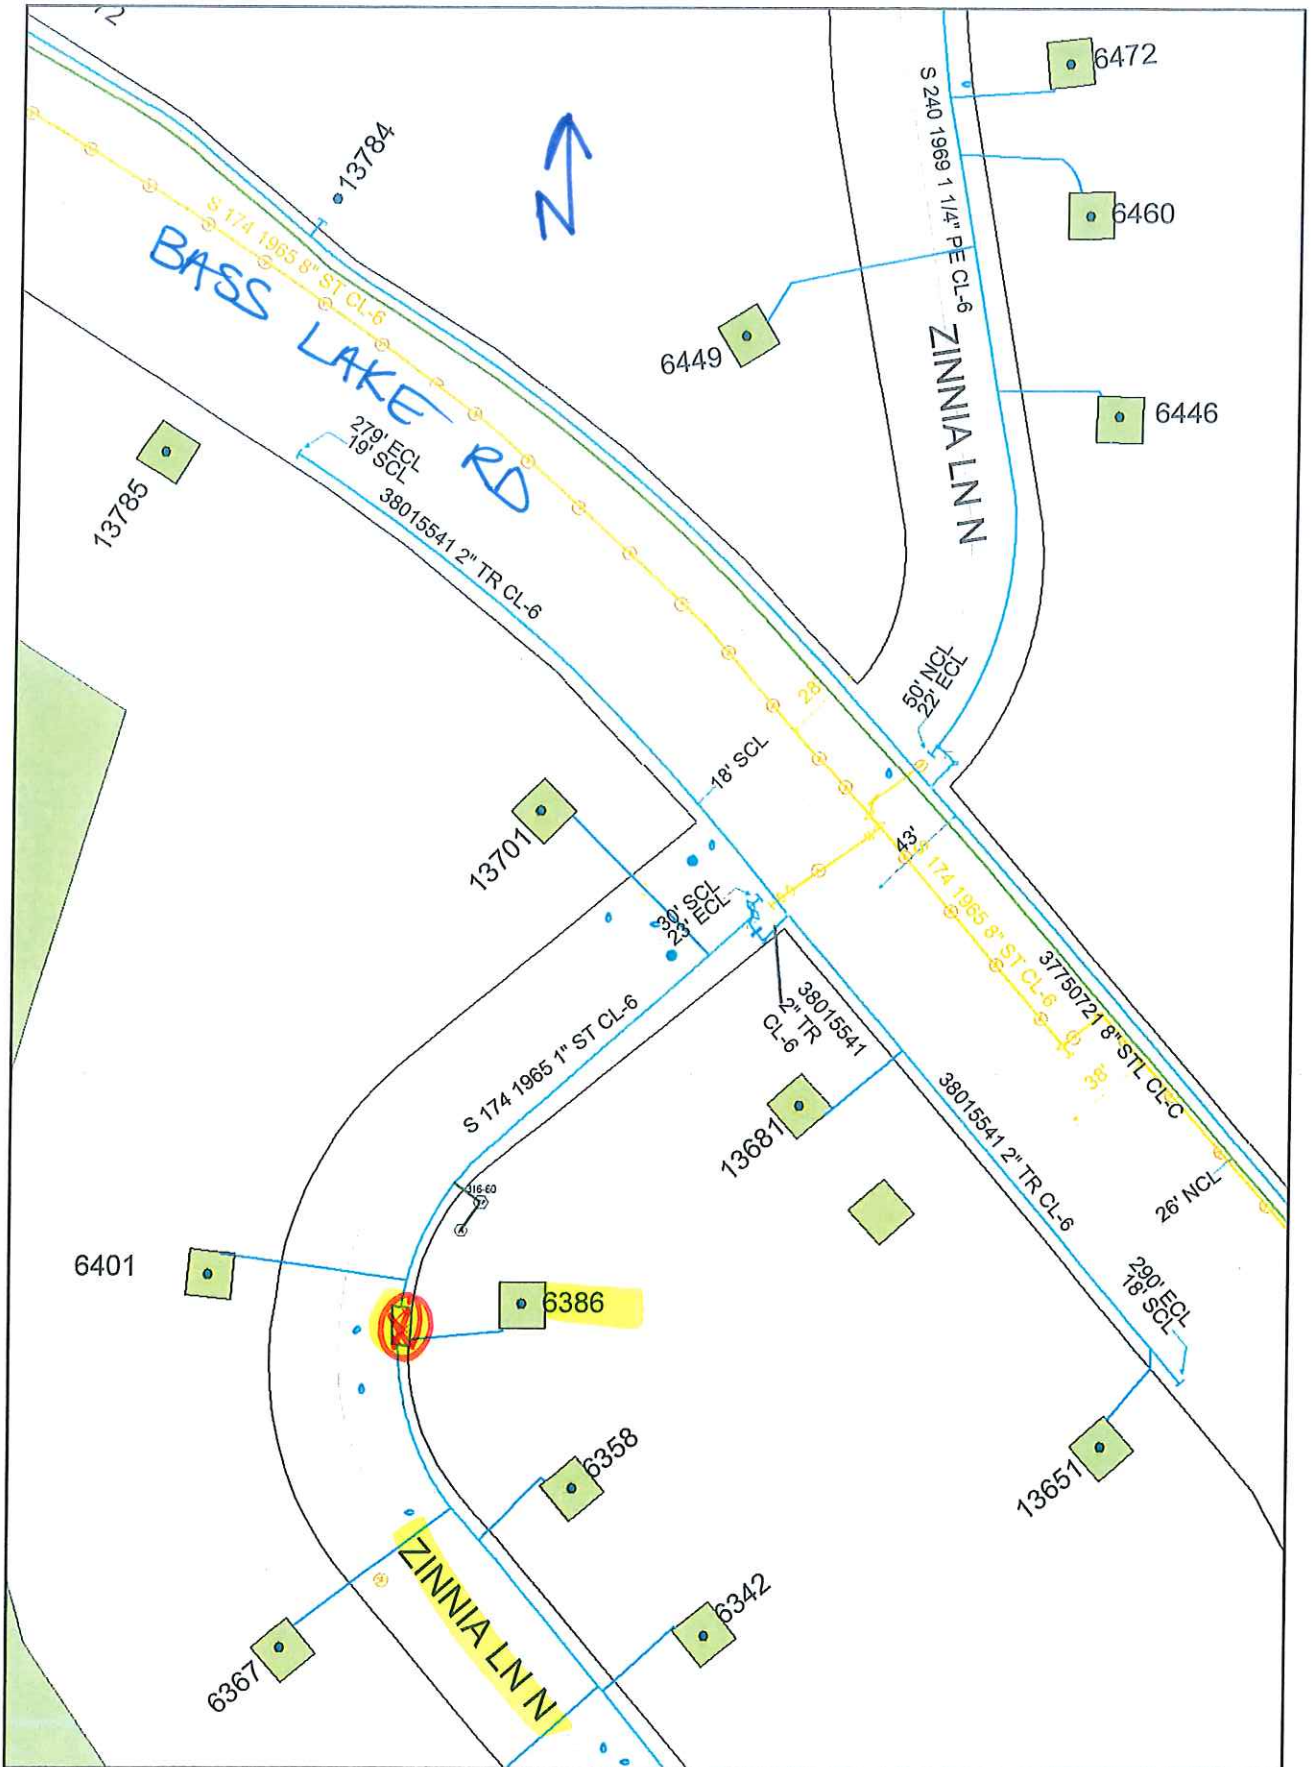 72
6472
13784
S 240 1969 1 1/4" PE CL-6
N
6460
S 174 1965 8" ST CL-6
BASS LAKE RD
6449
ZINNIA LN N
6446
279' ECL
19' SCL
13785
38015541 2" TR CL-6
50' NCL
22' ECL
28'
18' SCL
13701
43'
S 174 1965 8" ST CL-6
30' SCL
23' ECL
37750721 8" STL CL-C
38015541
2" TR
CL-6
S 174 1965 1" ST CL-6
38'
13681
38015541 2" TR CL-6
26' NCL
316-60
6401
290' ECL
18' SCL
6386
6358
13651
ZINNIA LN N
6342
6367